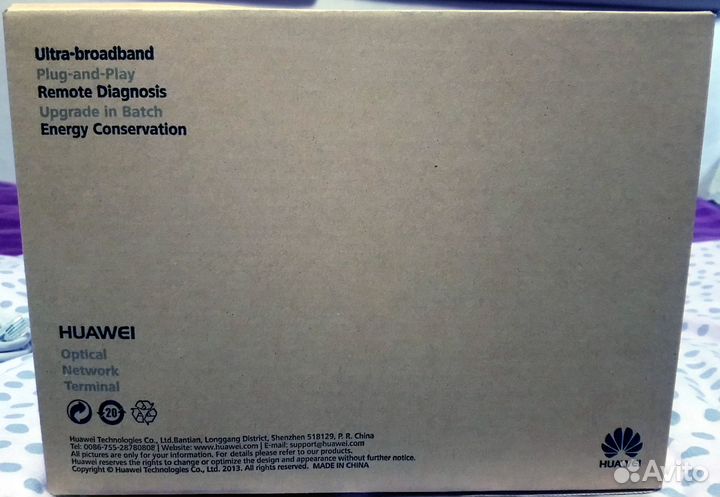 Ultra-broadband
Plug-and-Play
Remote Diagnosis
Upgrade in Batch
Energy Conservation
HUAWEI
Optical
Network
Terminal
20
Huawei Technologies Co., Ltd.Bantian, Longgang District, Shenzhen 518129, P. R. China
Tel: 0086-755-28780808 | Website: www.huawei.com | E-mail: support@huawei.com
All pictures are only for your information. For details please refer to our products.
Huawei reserves the rights to change or optimize the design and appearance without further notice.
Copyright © Huawei Technologies Co., Ltd. 2013. All rights reserved. MADE IN CHINA
HUAWEI
Avito